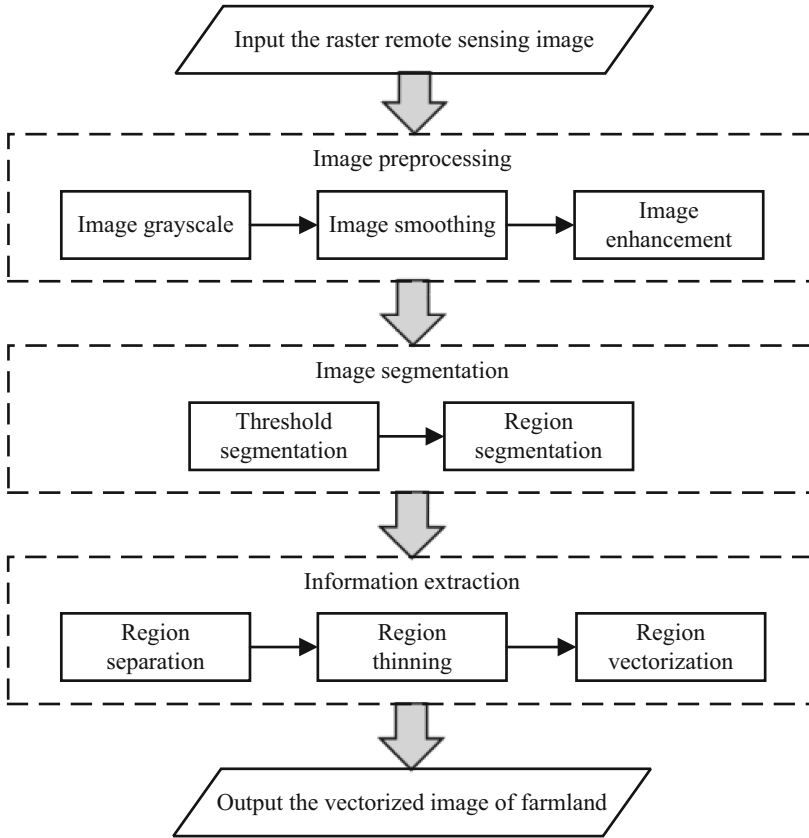 Input the raster remote sensing image
Image preprocessing
Image grayscale
Image smoothing
Image
enhancement
Image segmentation
Threshold
segmentation
Region
segmentation
Information extraction
Region
separation
Region
thinning
Region
vectorization
Output the vectorized image of farmland